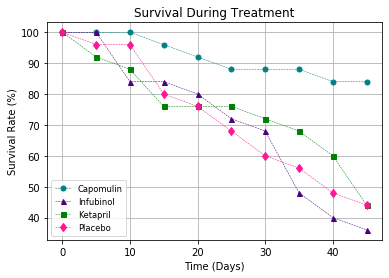 Survival During Treatment
Survival Rate (%)
100
90
80
70
60
50
40
Capomulin
Infubinol
Ketapril
Placebo
0
10
20
30
40
Time (Days)